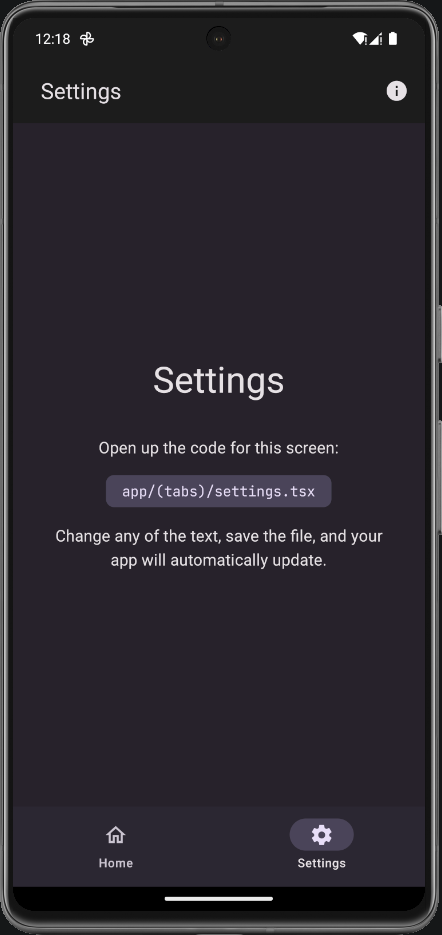 12:18
Settings
Settings
Open up the code for this screen:
app/(tabs)/settings.tsx
Change any of the text, save the file, and your
app will automatically update.
Home
Settings